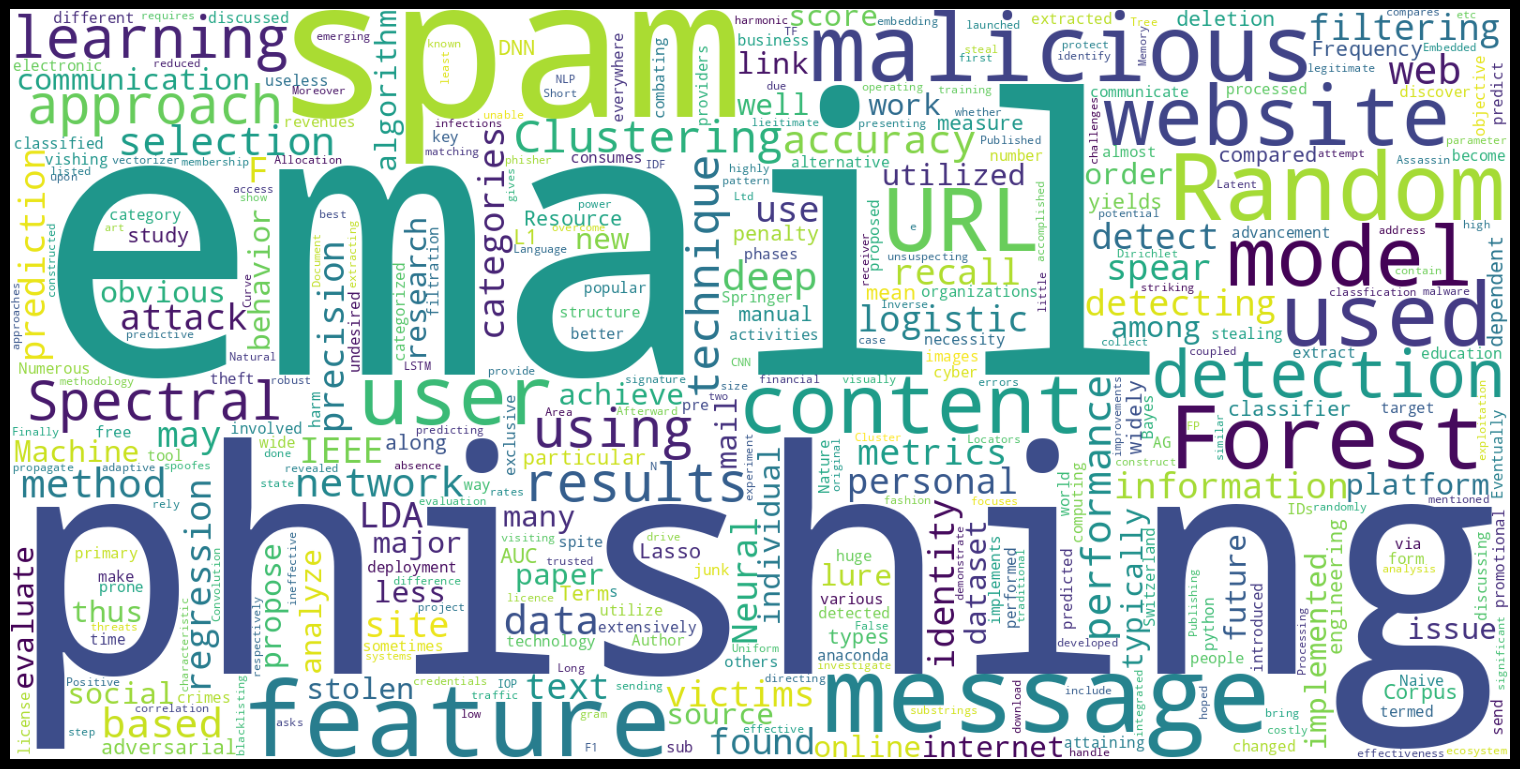 email
phishing
spam
malicious
website
Random
Forest
URL
content
user
feature
message
model
used
detection
learning
approach
selection
communication
electronic
reduced
emerging
different
requires
discussed
useless
Moreover
revenues
algorithm
DNN
known
least
NLP
Short
unable
everywhere
combating
providers
harmonic
TF
score
business
link
due
embedding
launched
first
steal
operating
training
extracted
protect
identify
Tree
Memory
compares
etc
deletion
filtering
Frequency
Embedded
legitimate
web
discover
processed
communicate
objective
predict
parameter
become
Assassin
attempt
compared
almost
challenges
order
yields
Latent
number
Published
measure
presenting
whether
work
well
accuracy
alternative
Clustering
phisher
gives
IDF
consumes
matching
infections
key
Allocation
membership
vectorizer
upon
listed
vishing
classified
prediction
constructed
approaches
F
access
show
behavior
category
art
study
obvious
attack
predictive
Numerous
methodology
Natural
Curve
theft
robust
undesired
best
Document
extracting
precision
categorized
research
filtration
LSTM
provide
categories
L1
Resource
new
power
overcome
Language
popular
structure
better
signature
size
technique
highly
pattern
Ltd
use
penalty
phases
deep
Springer
manual
activities
CNN
utilized
proposed
e
unsuspecting
receiver
recall
mean
organizations
Inverse
little
logistic
case
necessity
images
cyber
accomplished
detect
spear
detecting
among
potential
advancement
Dirichlet
striking
address
high
contain
classfication
malware
stealing
collect
coupled
extract
education
dependent
Spectral
Finally
may
involved
free
harm
wide
tool
done
Machine
IEEE
along
achieve
Afterward
Area
predicting
exclusive
using
pre
two
mail
financial
visually
errors
particular
N
experiment
results
way
rates
absence
network
state
revealed
evaluation
method
rely
propagate
adaptive
spoofes
Cluster
Locators
metrics
Nature
original
personal
fashion
focuses
world
computing
performance
improvements
widely
Bayes
AG
construct
similar
FP
classifier
target
exploitation
Eventually
information
platform
mentioned
IDs
randomly
evaluate
primary
make
prone
thus
time
threats
regression
characteristic
Convolution
respectively
propose
ineffective
analyze
LDA
major
deployment
difference
less
project
site
sometimes
systems
many
AUC
visiting
trusted
drive
spite
Lasso
junk
paper
Term
s
licence
utilize
data
extensively
technology
Author
Neural
individual
huge
lure
various
detected
types
False
anaconda
others
Uniform
investigate
identity
demonstrate
dataset
implements
performed
traditional
predicted
developed
typically
Switzerland
Publishing
python
people
future
introduced
Processing
implemented
engineering
via
form
analysis
issue
discussing
promotional
significant
Positive
social
crimes
correlation
step
based
adversarial
license
blacklisting
tasks
stolen
credentials
traffic
low
IOP
gram
sending
Long
text
effective
F1
victims
source
sub
directing
found
substrings
online
internet
download
handle
include
attaining
hoped
integrated
changed
bring
costly
Naive
Corpus
termed
send
effectiveness
ecosystem